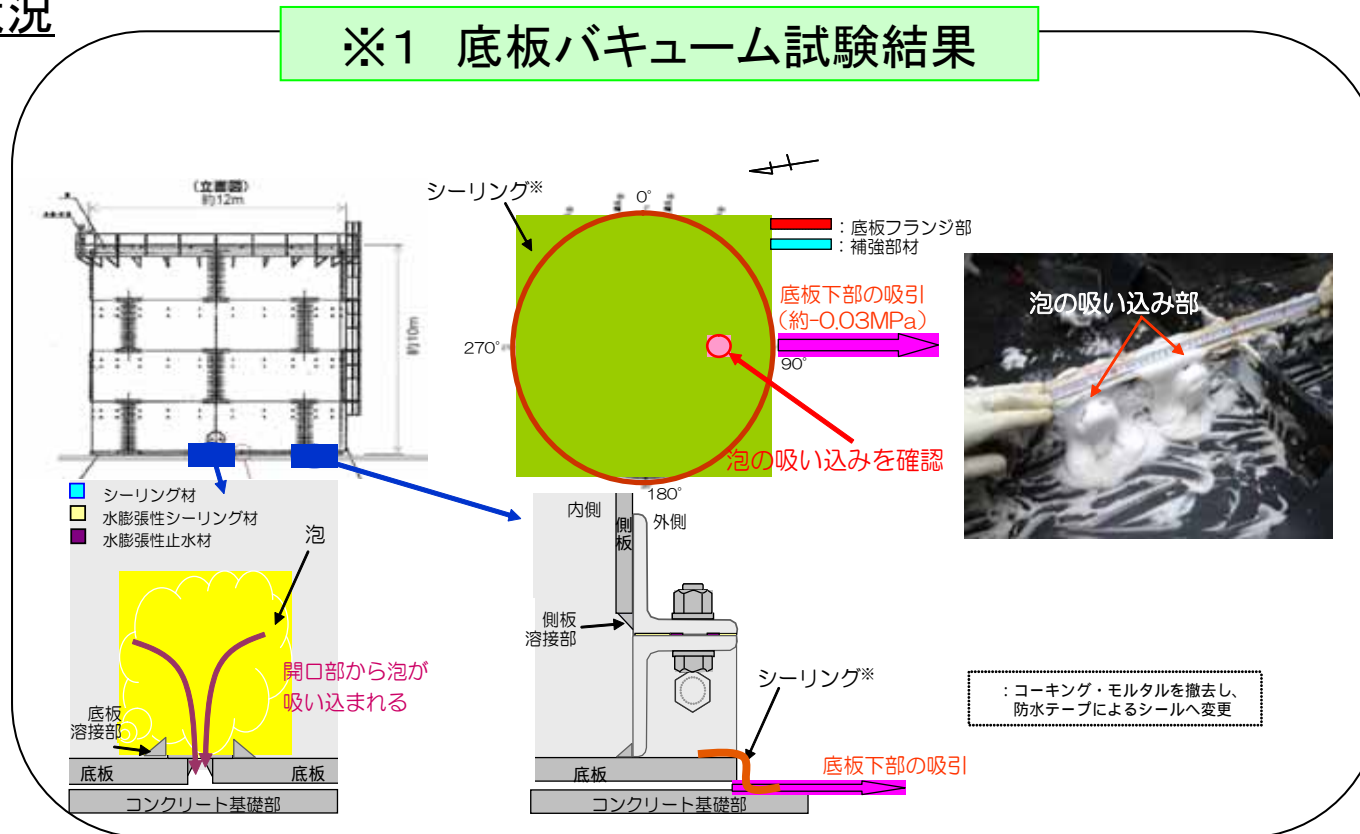 ※1 底板バキューム試験結果
(立面図)
約12m
約10m
シーリング※
0°
90°
180°
270°
：底板フランジ部
：補強部材
底板下部の吸引
（約-0.03MPa）
泡の吸い込みを確認
泡の吸い込み部
シーリング材
水膨張性シーリング材
水膨張性止水材
泡
開口部から泡が
吸い込まれる
底板
溶接部
底板
底板
コンクリート基礎部
内側
側板
外側
側板
溶接部
シーリング※
底板
底板下部の吸引
コンクリート基礎部
：コーキング・モルタルを撤去し、
防水テープによるシールへ変更